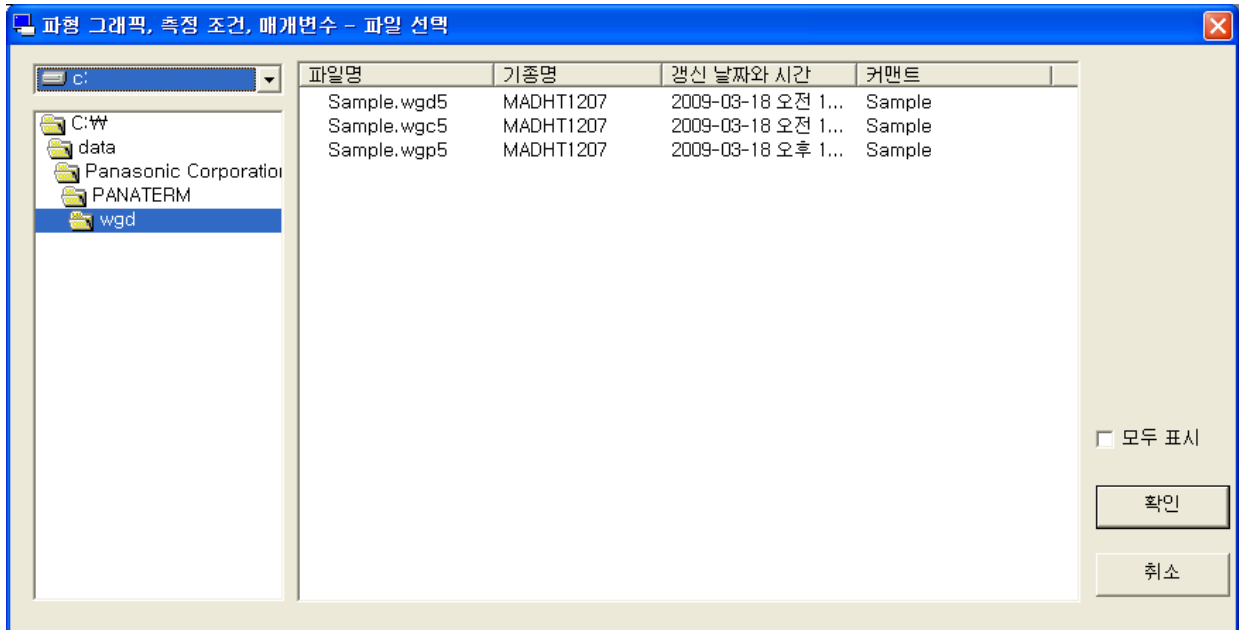 파형 그래픽, 측정 조건, 매개변수 – 파일 선택
c:
C:₩
data
Panasonic Corporation
PANATERM
wgd
파일명 기종명 갱신 날짜와 시간 커맨트
Sample.wgd5 MADHT1207 2009-03-18 오전 1... Sample
Sample.wgc5 MADHT1207 2009-03-18 오전 1... Sample
Sample.wgp5 MADHT1207 2009-03-18 오후 1... Sample
모두 표시
확인
취소